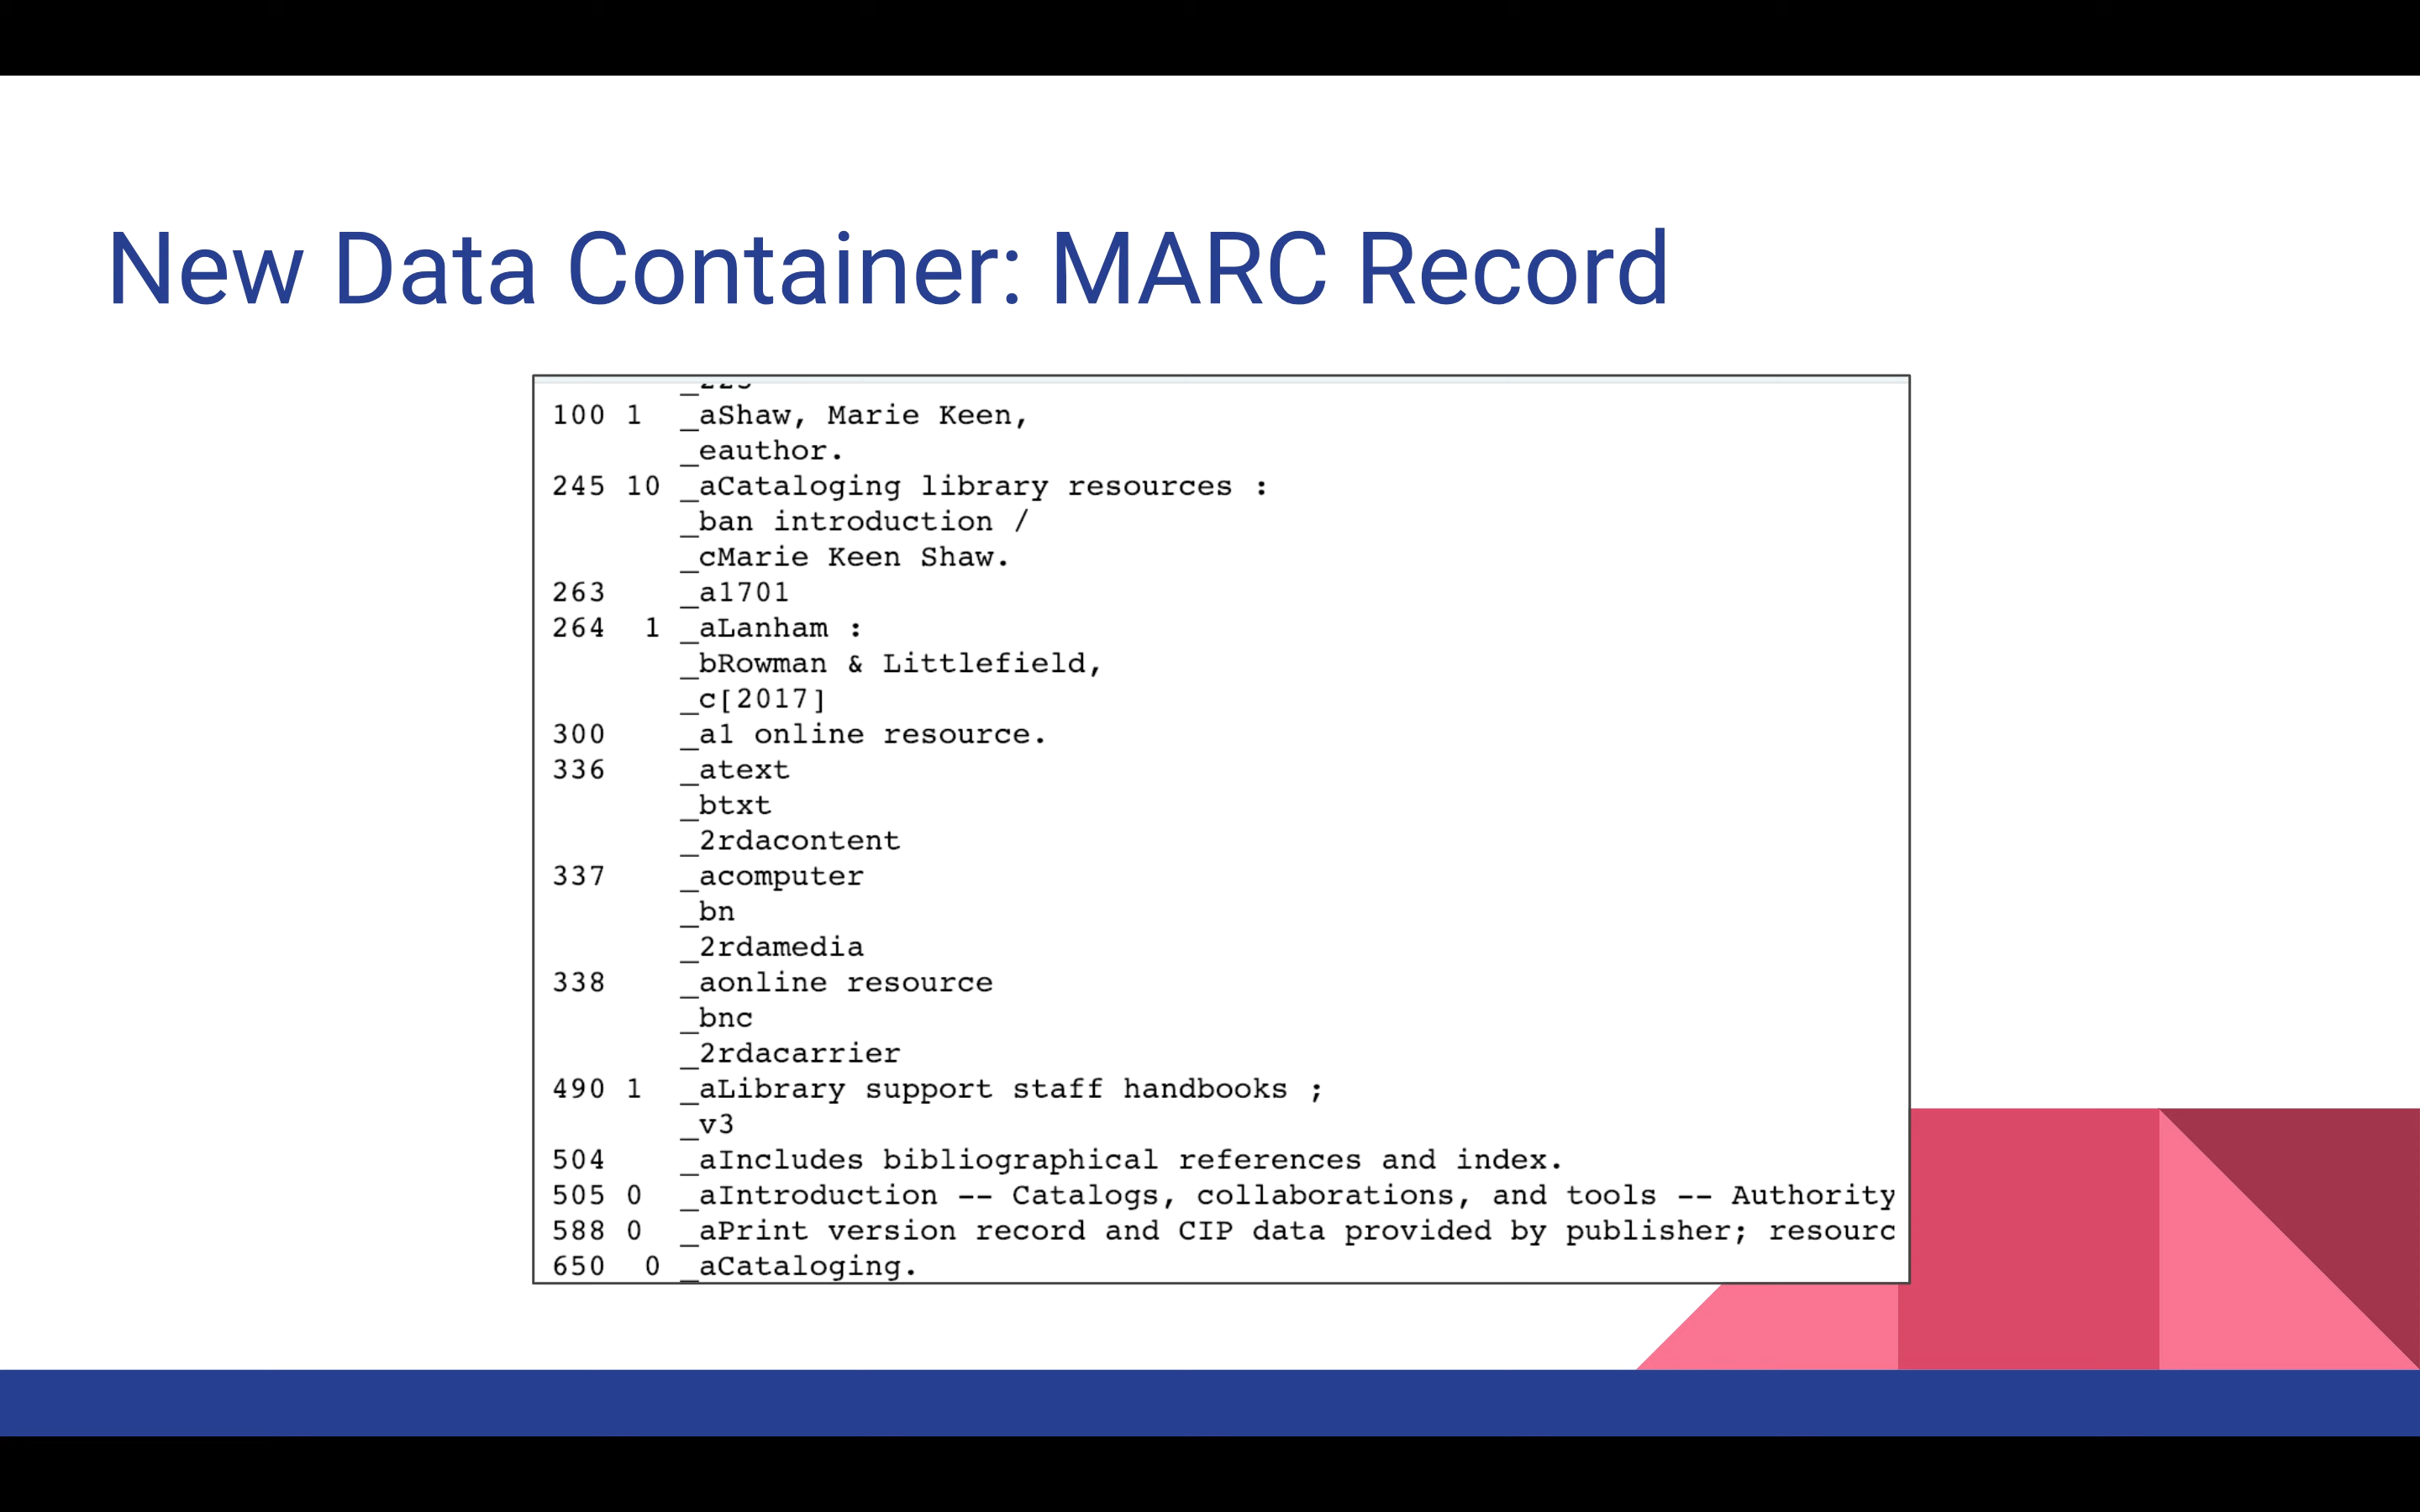 New Data Container: MARC Record
100 1  _aShaw, Marie Keen,
       _eauthor.
245 10 _aCataloging library resources :
       _ban introduction /
       _cMarie Keen Shaw.
263    _a1701
264  1 _aLanham :
       _bRowman & Littlefield,
       _c[2017]
300    _a1 online resource.
336    _atext
       _btxt
       _2rdacontent
337    _acomputer
       _bn
       _2rdamedia
338    _aonline resource
       _bnc
       _2rdacarrier
490 1  _aLibrary support staff handbooks ;
       _v3
504    _aIncludes bibliographical references and index.
505 0  _aIntroduction -- Catalogs, collaborations, and tools -- Authority
588 0  _aPrint version record and CIP data provided by publisher; resourc
650  0 _aCataloging.